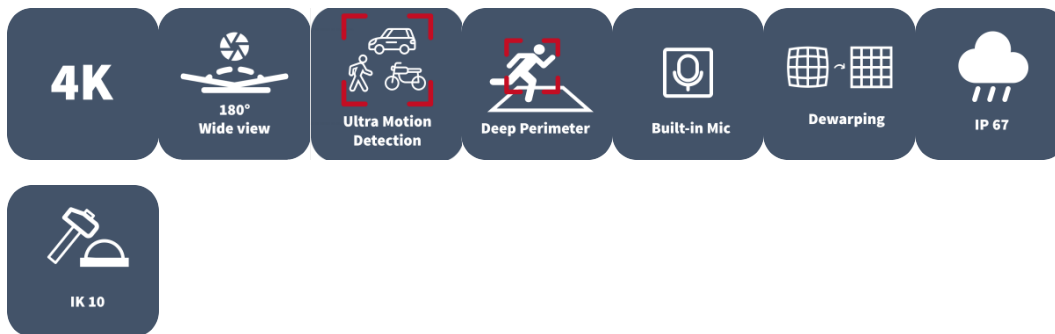 4K
180°
Wide view
Ultra Motion
Detection
Deep Perimeter
Built-in Mic
Dewarping
IP 67
IK 10